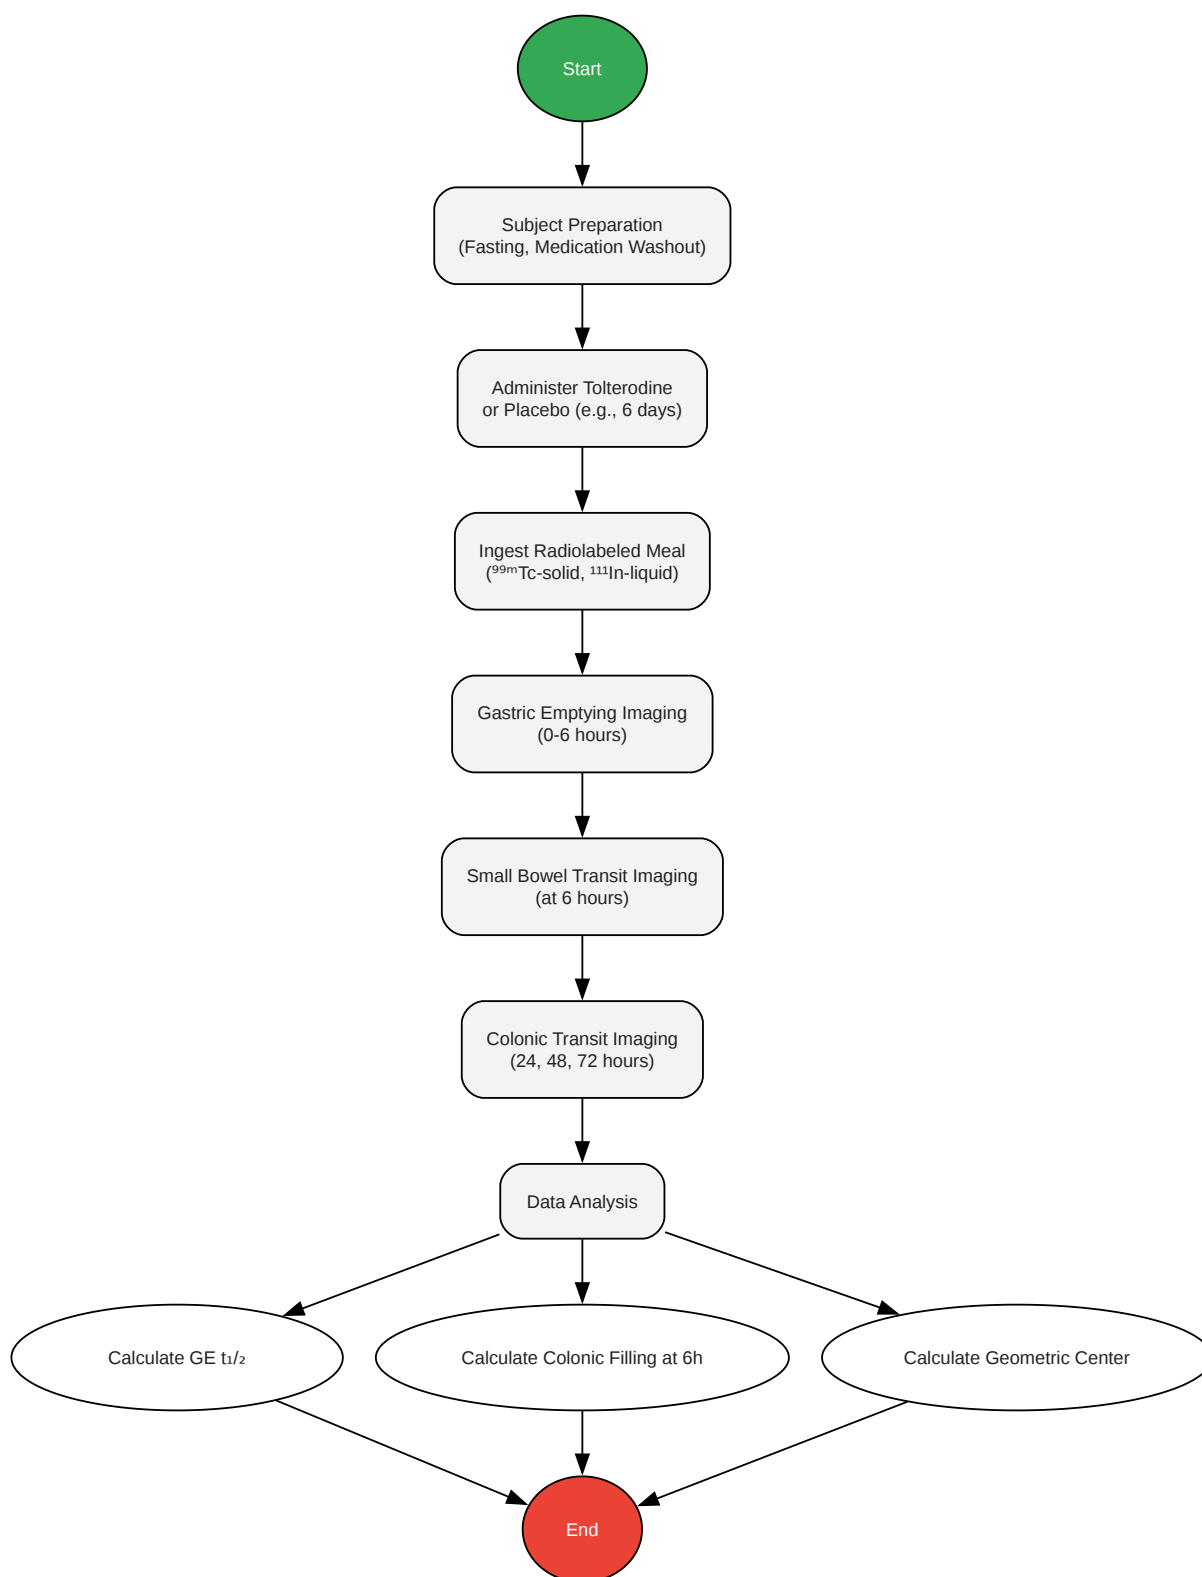 Start
Subject Preparation
(Fasting, Medication Washout)
Administer Tolterodine
or Placebo (e.g., 6 days)
Ingest Radiolabeled Meal
(⁹⁹ᵐTc-solid, ¹¹¹In-liquid)
Gastric Emptying Imaging
(0-6 hours)
Small Bowel Transit Imaging
(at 6 hours)
Colonic Transit Imaging
(24, 48, 72 hours)
Data Analysis
Calculate GE t₁/₂
Calculate Colonic Filling at 6h
Calculate Geometric Center
End